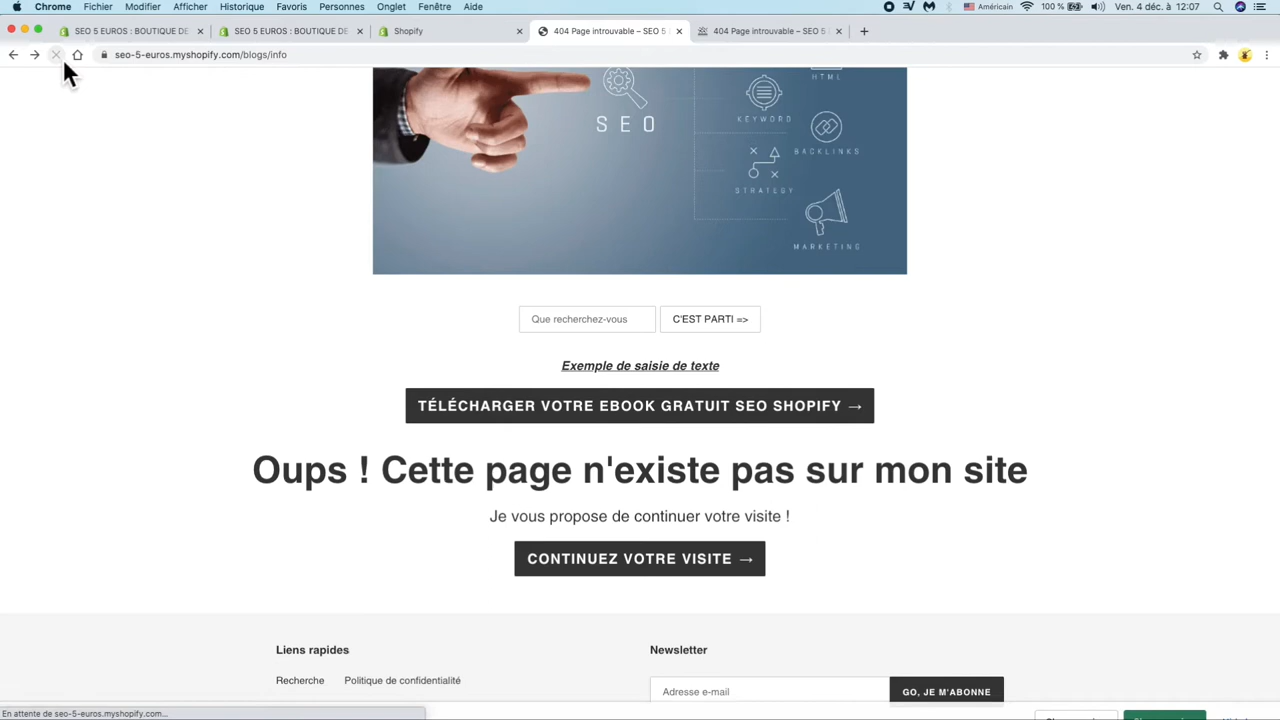 Chrome Fichier Modifier Afficher Historique Favoris Personnes Onglet Fenêtre Aide Américain 100 % Ven. 4 déc. à 12:07
SEO 5 EUROS : BOUTIQUE DE SEO 5 EUROS : BOUTIQUE DE Shopify 404 Page introuvable – SEO 5 404 Page introuvable – SEO 5
seo-5-euros.myshopify.com/blogs/info
HTML
SEO
KEYWORD
BACKLINKS
STRATEGY
MARKETING
Que recherchez-vous C'EST PARTI =>
Exemple de saisie de texte
TÉLÉCHARGER VOTRE EBOOK GRATUIT SEO SHOPIFY →
Oups ! Cette page n'existe pas sur mon site
Je vous propose de continuer votre visite !
CONTINUEZ VOTRE VISITE →
Liens rapides Newsletter
Recherche Politique de confidentialité
Adresse e-mail GO, JE M'ABONNE
En attente de seo-5-euros.myshopify.com...